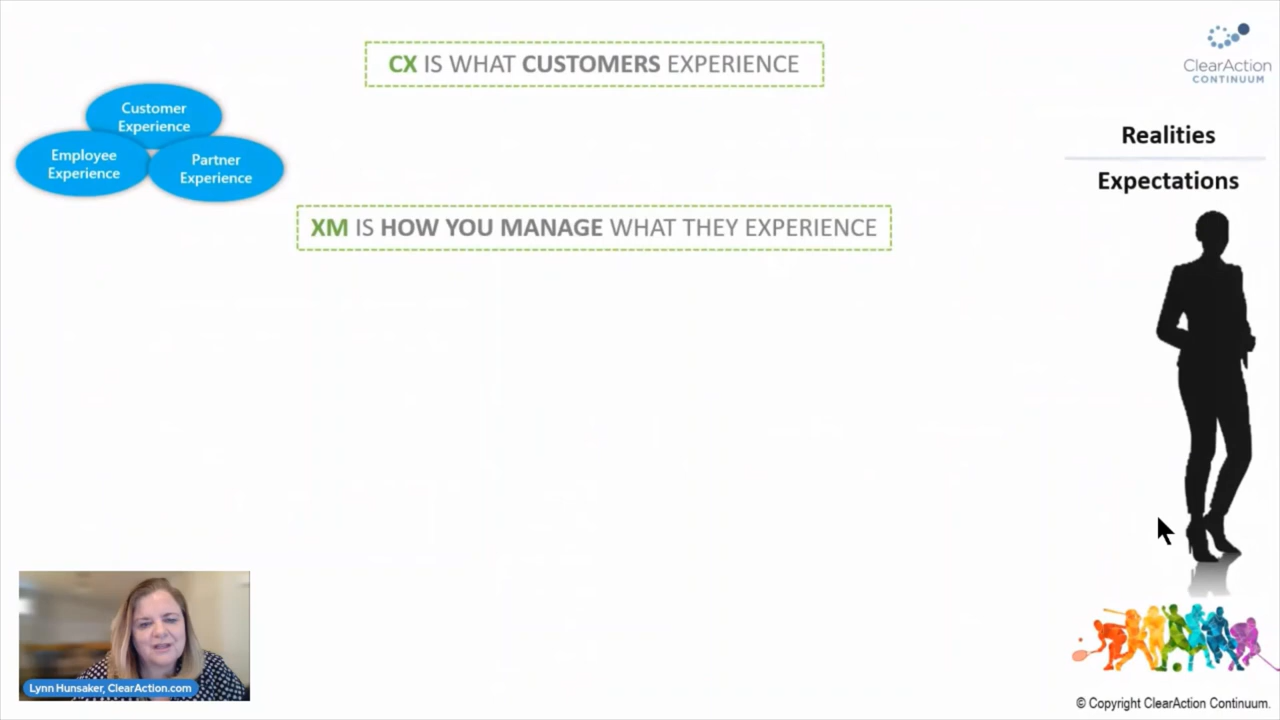 CX IS WHAT CUSTOMERS EXPERIENCE
ClearAction
CONTINUUM
Customer
Experience
Employee
Experience
Partner
Experience
Realities
Expectations
XM IS HOW YOU MANAGE WHAT THEY EXPERIENCE
Lynn Hunsaker, ClearAction.com
© Copyright ClearAction Continuum.